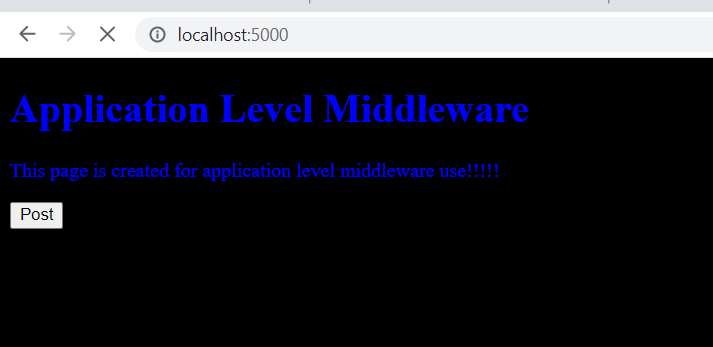 localhost:5000
Application Level Middleware
This page is created for application level middleware use!!!!!
Post